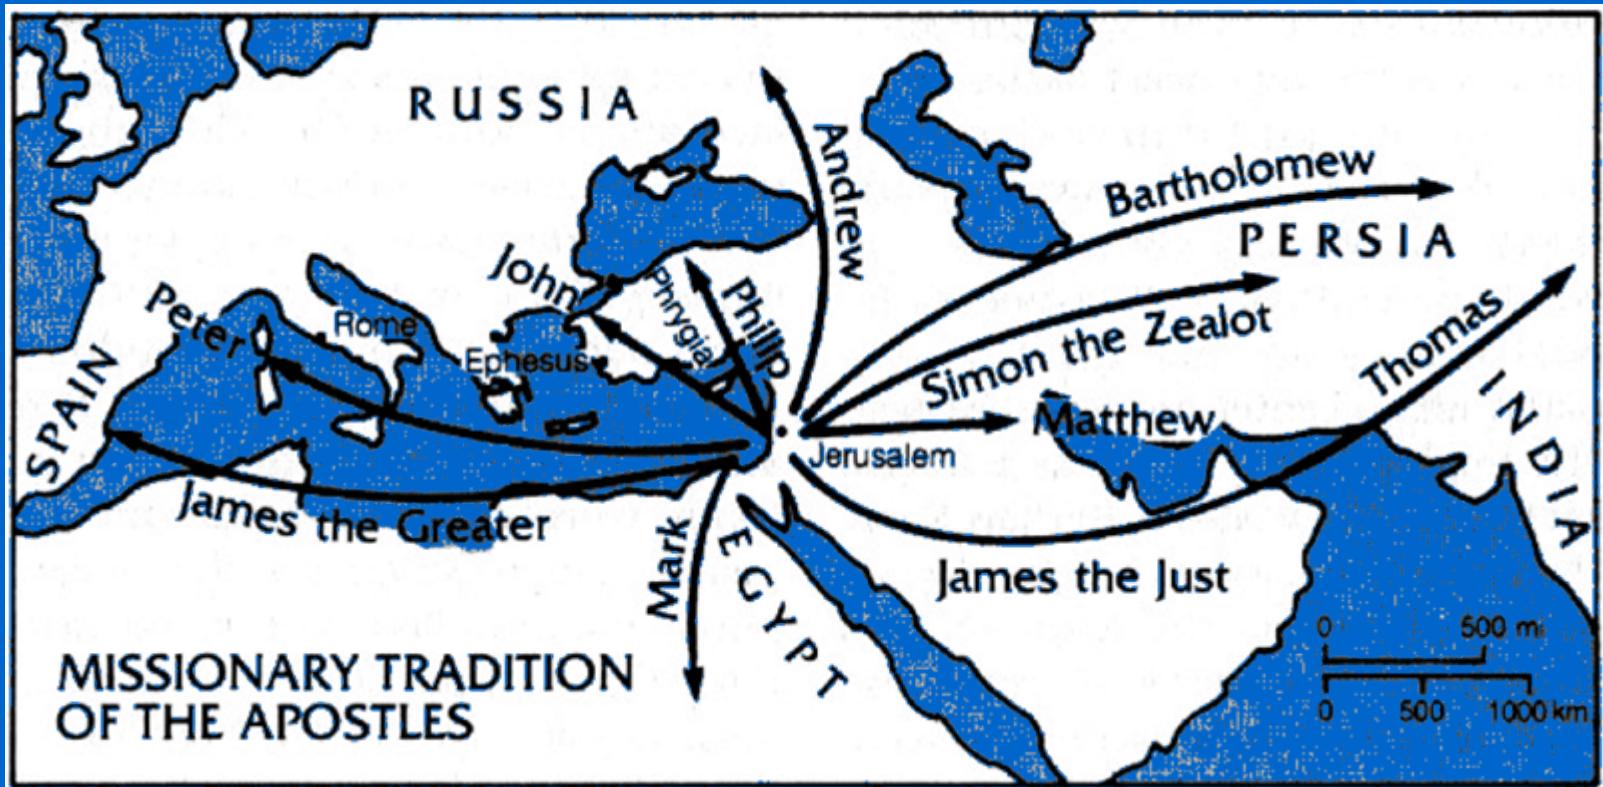 RUSSIA
Andrew
Bartholomew
PERSIA
John
Phrygia
Phillip
Peter
Rome
Ephesus
Simon the Zealot
Thomas
SPAIN
Matthew
INDIA
Jerusalem
James the Greater
Mark
EGYPT
James the Just
0 500 mi
0 500 1000 km
MISSIONARY TRADITION
OF THE APOSTLES